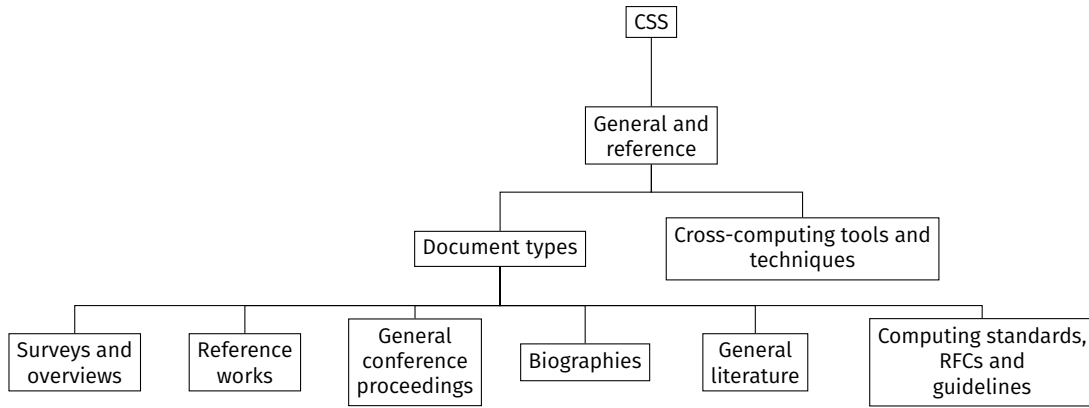 CSS
General and
reference
Document types
Cross-computing tools and
techniques
Surveys and
overviews
Reference
works
General
conference
proceedings
Biographies
General
literature
Computing standards,
RFCs and
guidelines